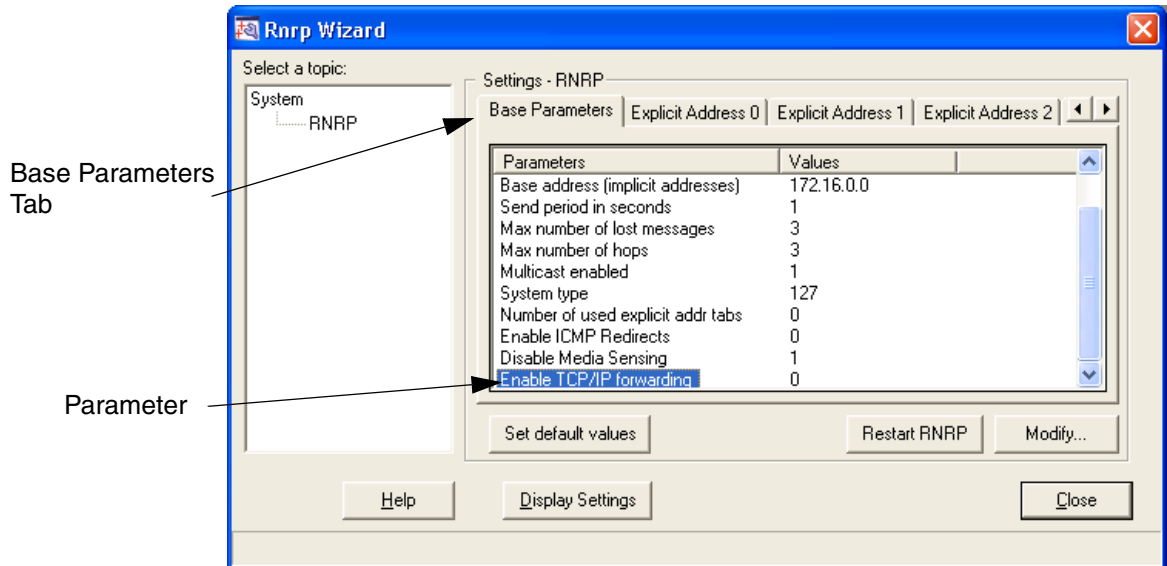 Rnrp Wizard
Select a topic:
System
RNRP
Settings - RNRP
Base Parameters Explicit Address 0 Explicit Address 1 Explicit Address 2
Parameters Values
Base address (implicit addresses) 172.16.0.0
Send period in seconds 1
Max number of lost messages 3
Max number of hops 3
Multicast enabled 1
System type 127
Number of used explicit addr tabs 0
Enable ICMP Redirects 0
Disable Media Sensing 1
Enable TCP/IP forwarding 0
Base Parameters
Tab
Parameter
Set default values Restart RNRP Modify...
Help Display Settings Close